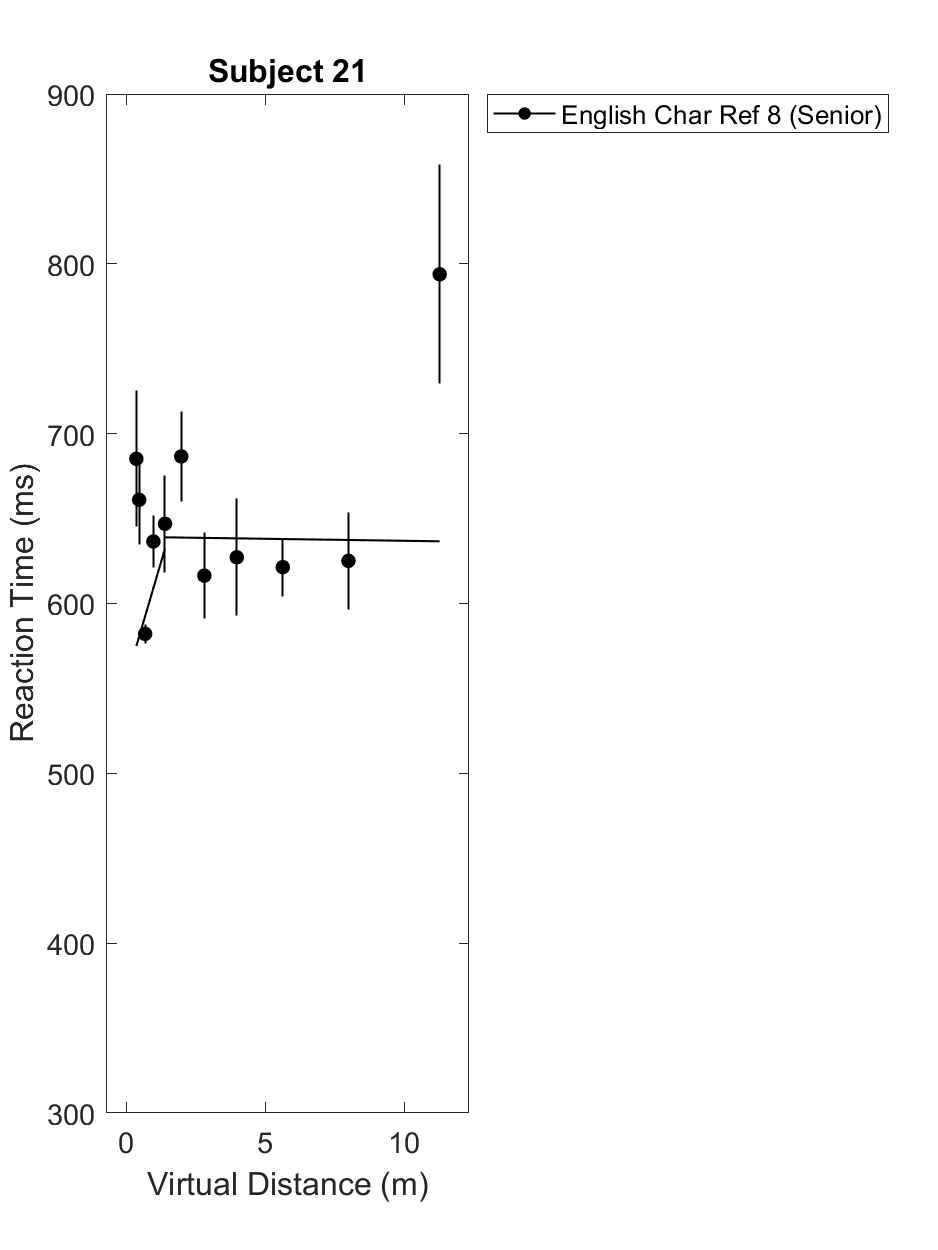 Subject 21
English Char Ref 8 (Senior)
900
800
700
600
500
400
300
Reaction Time (ms)
0 5 10
Virtual Distance (m)